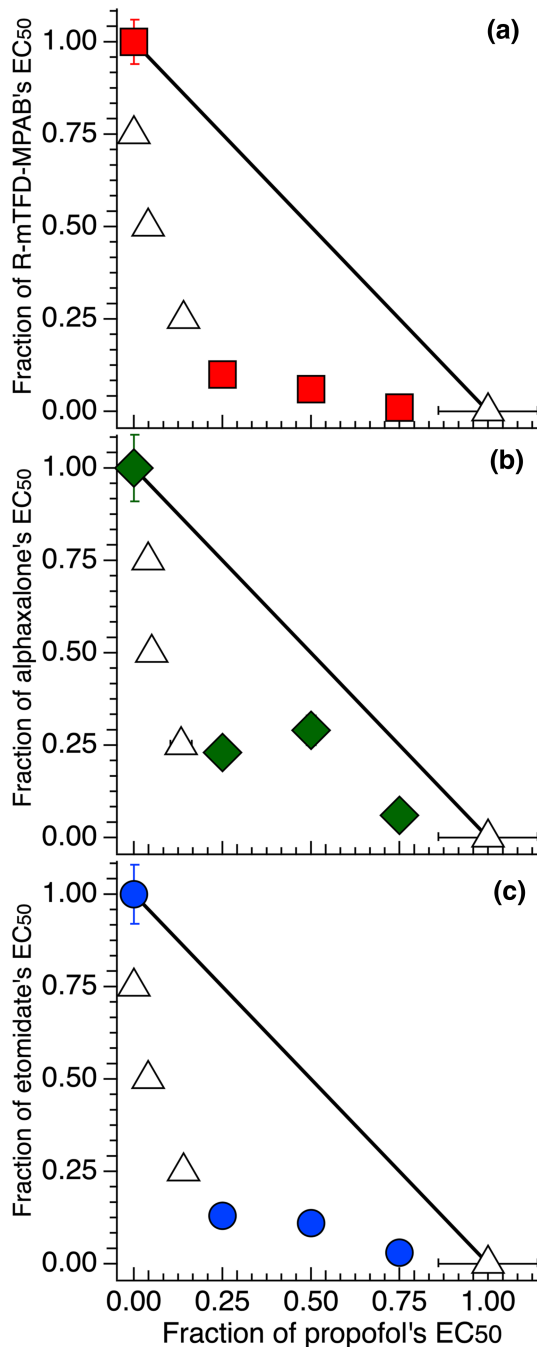 (a)
Fraction of R-mTFD-MPAB's EC50
1.00
0.75
0.50
0.25
0.00
(b)
Fraction of alphaxalone's EC50
1.00
0.75
0.50
0.25
0.00
(c)
Fraction of etomidate's EC50
1.00
0.75
0.50
0.25
0.00
0.00 0.25 0.50 0.75 1.00
Fraction of propofol's EC50